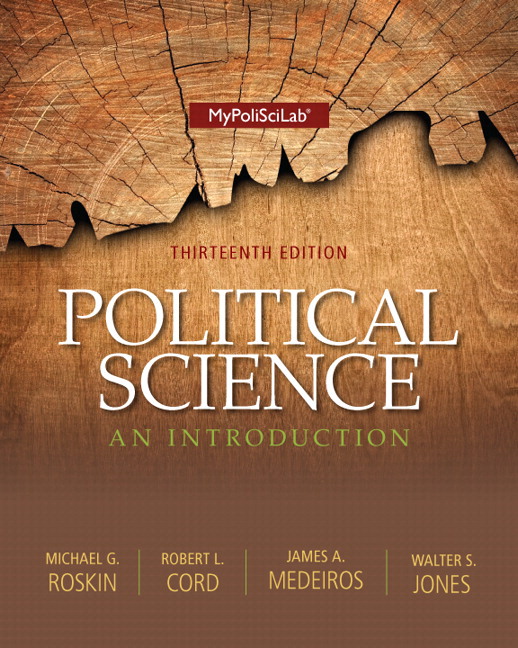 MyPoliSciLab®
THIRTEENTH EDITION
POLITICAL
SCIENCE
AN INTRODUCTION
MICHAEL G.
ROSKIN
ROBERT L.
CORD
JAMES A.
MEDEIROS
WALTER S.
JONES